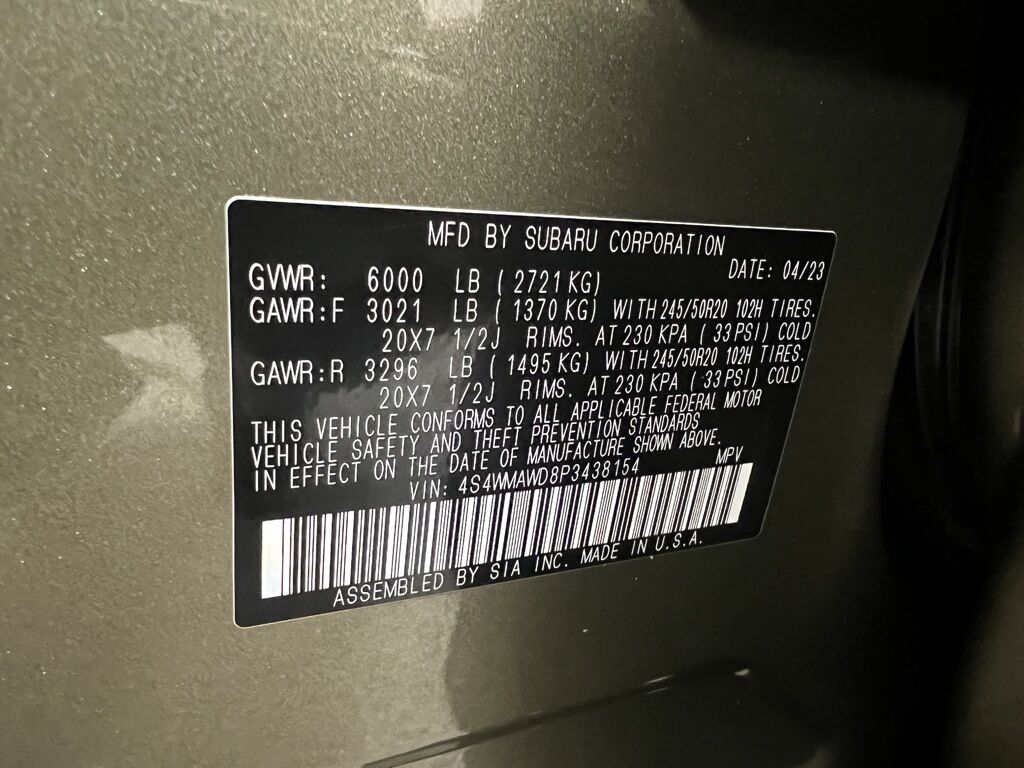 MFD BY SUBARU CORPORATION
DATE: 04/23
GVWR: 6000 LB (2721KG)
GAWR:F 3021 LB (1370KG) WITH 245/50R20 102H TIRES.
20X7 1/2J RIMS. AT 230 KPA (33PSI) COLD
GAWR:R 3296 LB (1495KG) WITH 245/50R20 102H TIRES.
20X7 1/2J RIMS. AT 230 KPA (33PSI) COLD
THIS VEHICLE CONFORMS TO ALL APPLICABLE FEDERAL MOTOR
VEHICLE SAFETY AND THEFT PREVENTION STANDARDS
IN EFFECT ON THE DATE OF MANUFACTURE SHOWN ABOVE.
VIN: 4S4WMAWD8P3438154 MPV
ASSEMBLED BY SIA INC. MADE IN U.S.A.